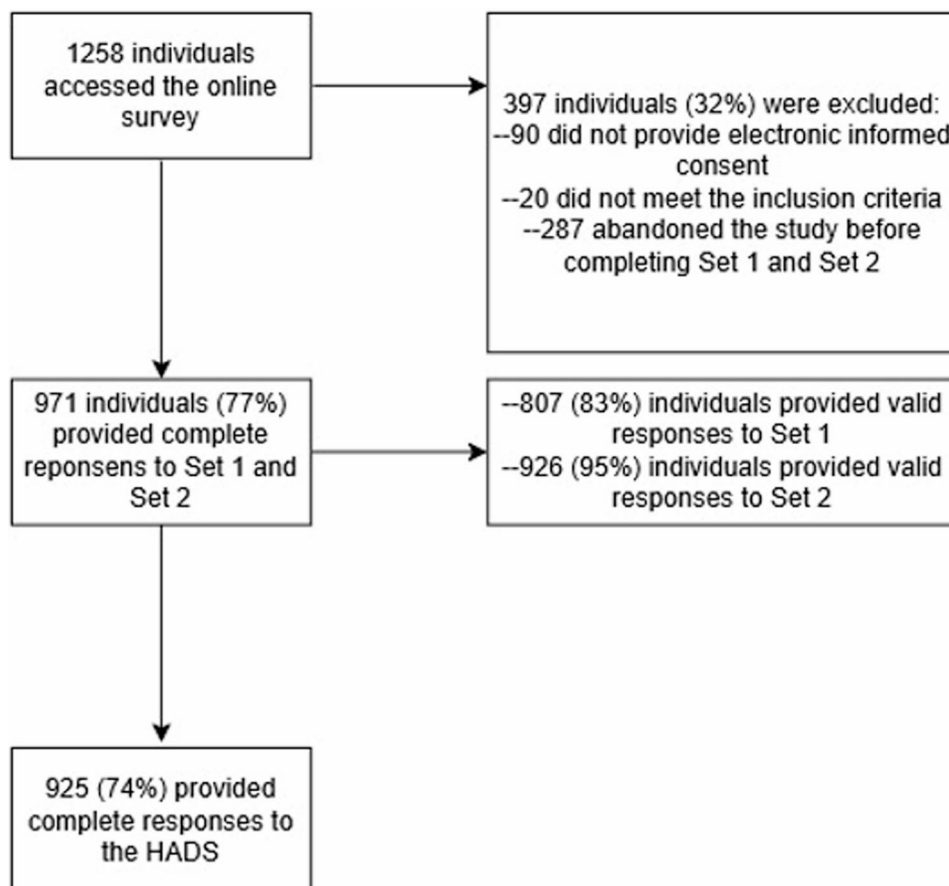 1258 individuals
accessed the online
survey
397 individuals (32%) were excluded:
--90 did not provide electronic informed
consent
--20 did not meet the inclusion criteria
--287 abandoned the study before
completing Set 1 and Set 2
971 individuals (77%)
provided complete
reponsens to Set 1 and
Set 2
--807 (83%) individuals provided valid
responses to Set 1
--926 (95%) individuals provided valid
responses to Set 2
925 (74%) provided
complete responses to
the HADS